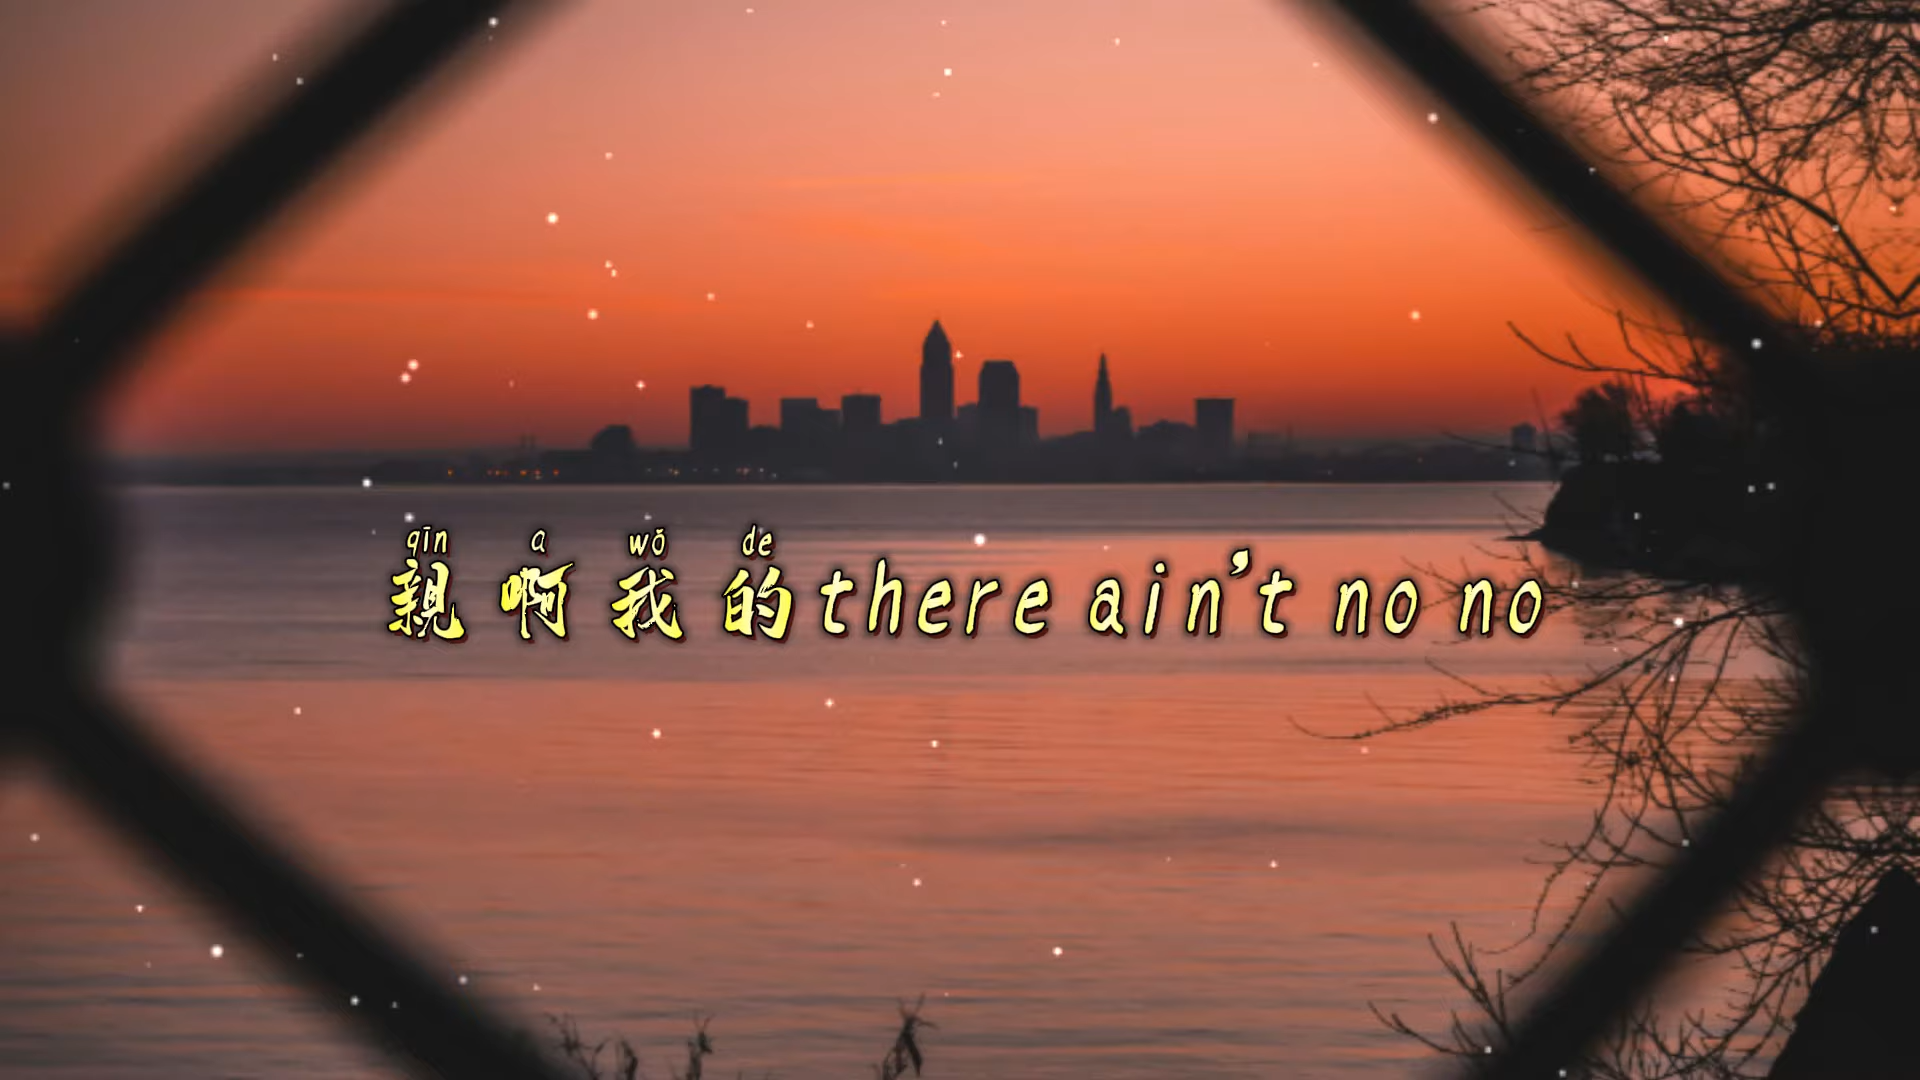 qīn a wǒ de
親啊我的there ain't no no